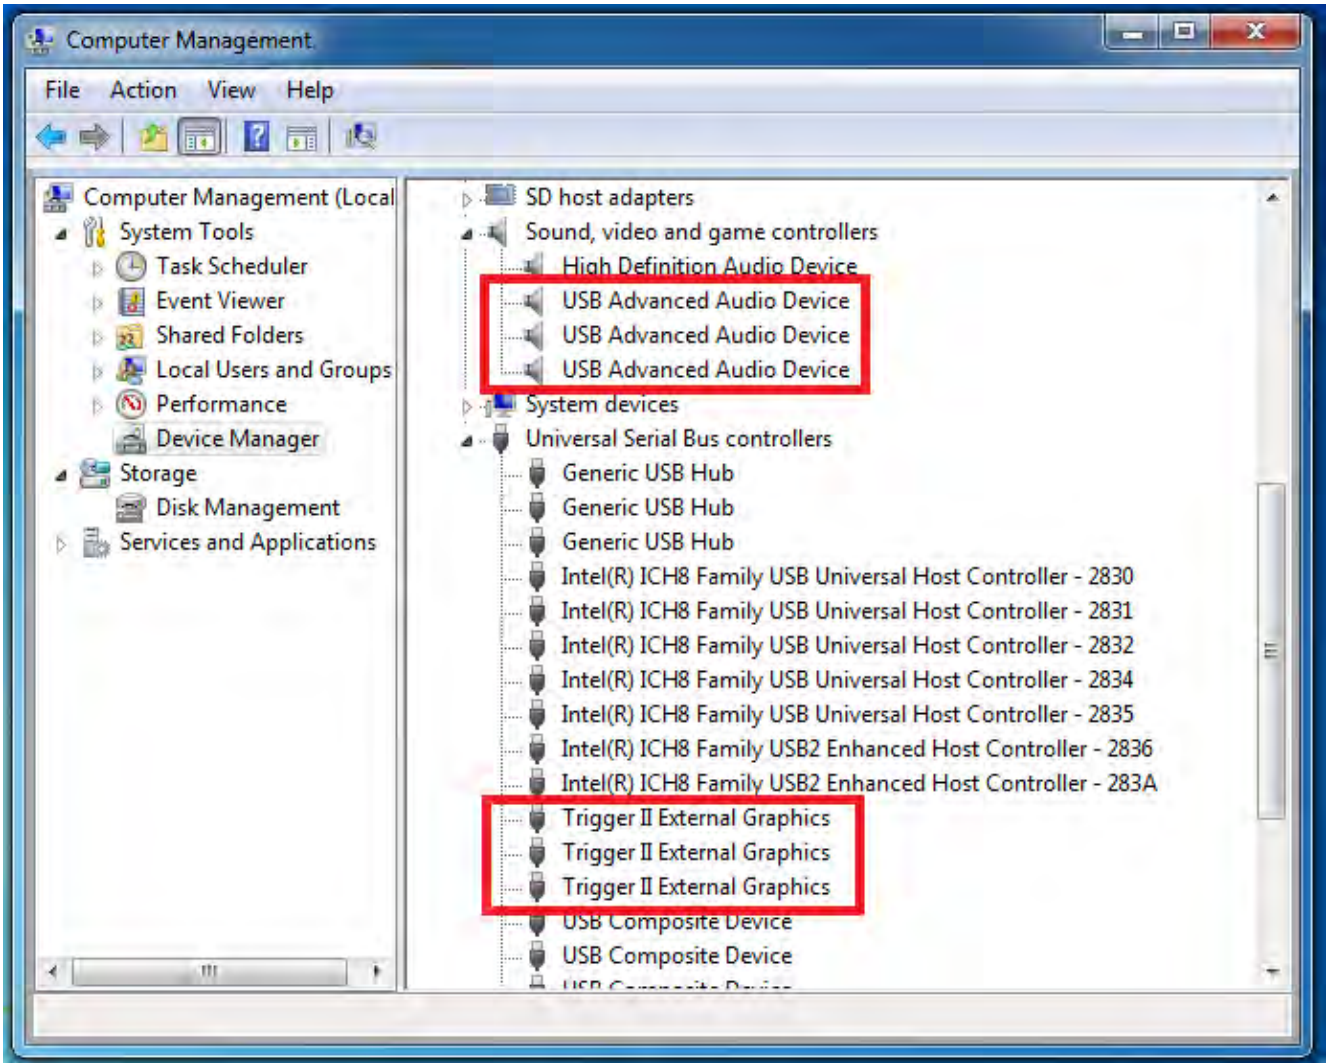 Computer Management
File Action View Help
Computer Management (Local
System Tools
Task Scheduler
Event Viewer
Shared Folders
Local Users and Groups
Performance
Device Manager
Storage
Disk Management
Services and Applications
SD host adapters
Sound, video and game controllers
High Definition Audio Device
USB Advanced Audio Device
USB Advanced Audio Device
USB Advanced Audio Device
System devices
Universal Serial Bus controllers
Generic USB Hub
Generic USB Hub
Generic USB Hub
Intel(R) ICH8 Family USB Universal Host Controller - 2830
Intel(R) ICH8 Family USB Universal Host Controller - 2831
Intel(R) ICH8 Family USB Universal Host Controller - 2832
Intel(R) ICH8 Family USB Universal Host Controller - 2834
Intel(R) ICH8 Family USB Universal Host Controller - 2835
Intel(R) ICH8 Family USB2 Enhanced Host Controller - 2836
Intel(R) ICH8 Family USB2 Enhanced Host Controller - 283A
Trigger II External Graphics
Trigger II External Graphics
Trigger II External Graphics
USB Composite Device
USB Composite Device
USB Composite Device